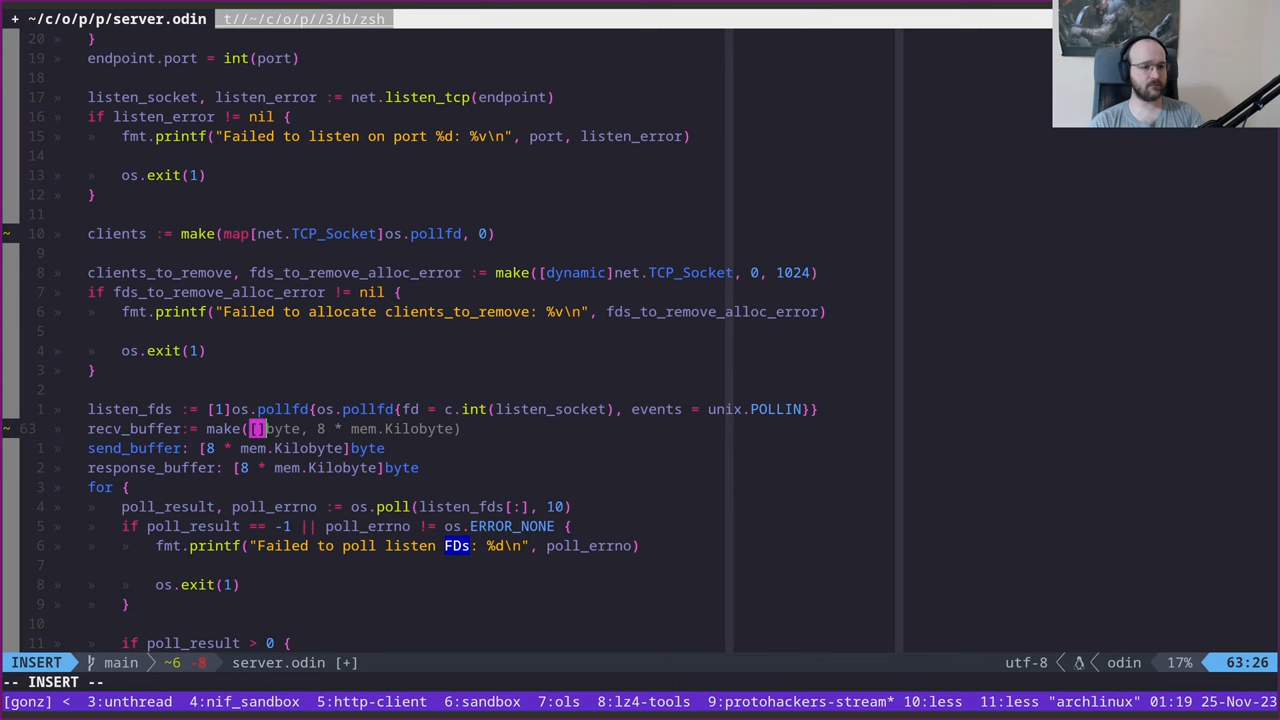 + ~/c/o/p/p/server.odin t//~/c/o/p//3/b/zsh
20 » }
19 » endpoint.port = int(port)
18
17 » listen_socket, listen_error := net.listen_tcp(endpoint)
16 » if listen_error != nil {
15 » » fmt.printf("Failed to listen on port %d: %v\n", port, listen_error)
14
13 » » os.exit(1)
12 » }
11
~ 10 » clients := make(map[net.TCP_Socket]os.pollfd, 0)
9
8 » clients_to_remove, fds_to_remove_alloc_error := make([dynamic]net.TCP_Socket, 0, 1024)
7 » if fds_to_remove_alloc_error != nil {
6 » » fmt.printf("Failed to allocate clients_to_remove: %v\n", fds_to_remove_alloc_error)
5
4 » » os.exit(1)
3 » }
2
1 » listen_fds := [1]os.pollfd{os.pollfd{fd = c.int(listen_socket), events = unix.POLLIN}}
~ 63 » recv_buffer:= make([]byte, 8 * mem.Kilobyte)
1 » send_buffer: [8 * mem.Kilobyte]byte
2 » response_buffer: [8 * mem.Kilobyte]byte
3 » for {
4 » » poll_result, poll_errno := os.poll(listen_fds[:], 10)
5 » » if poll_result == -1 || poll_errno != os.ERROR_NONE {
6 » » » fmt.printf("Failed to poll listen FDs: %d\n", poll_errno)
7
8 » » » os.exit(1)
9 » » }
10
11 » » if poll_result > 0 {
INSERT main ~6 -8 server.odin [+] utf-8 odin 17% 63:26
-- INSERT --
[gonz] < 3:unthread 4:nif_sandbox 5:http-client 6:sandbox 7:ols 8:lz4-tools 9:protohackers-stream* 10:less 11:less "archlinux" 01:19 25-Nov-23